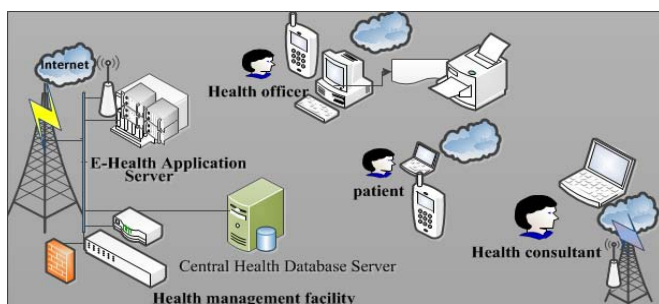 Internet
Health officer
E-Health Application
Server
patient
Health consultant
Central Health Database Server
Health management facility